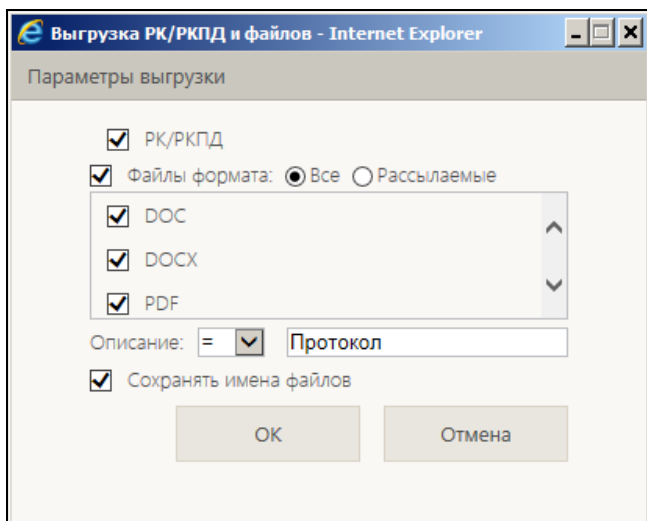 Выгрузка РК/РКПД и файлов - Internet Explorer
Параметры выгрузки
РК/РКПД
Файлы формата: Все Рассылаемые
DOC
DOCX
PDF
Описание: = Протокол
Сохранять имена файлов
ОК Отмена